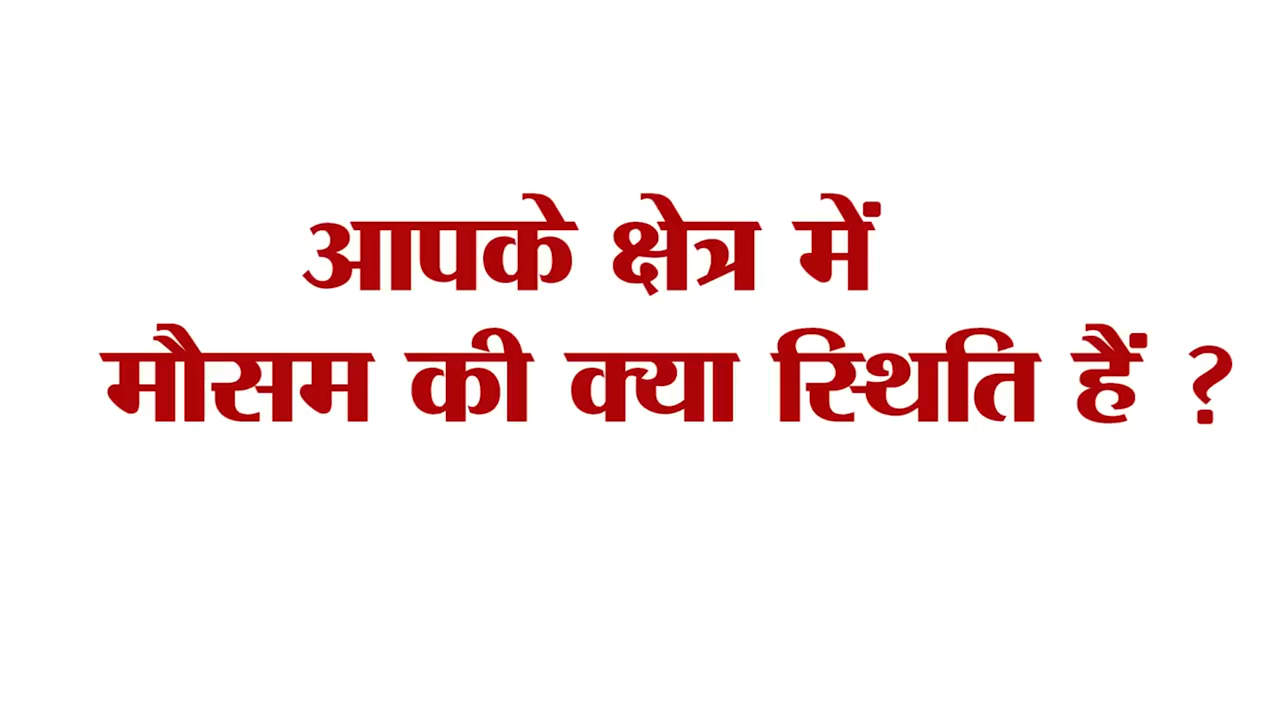 आपके क्षेत्र में
मौसम की क्या स्थिति हैं ?